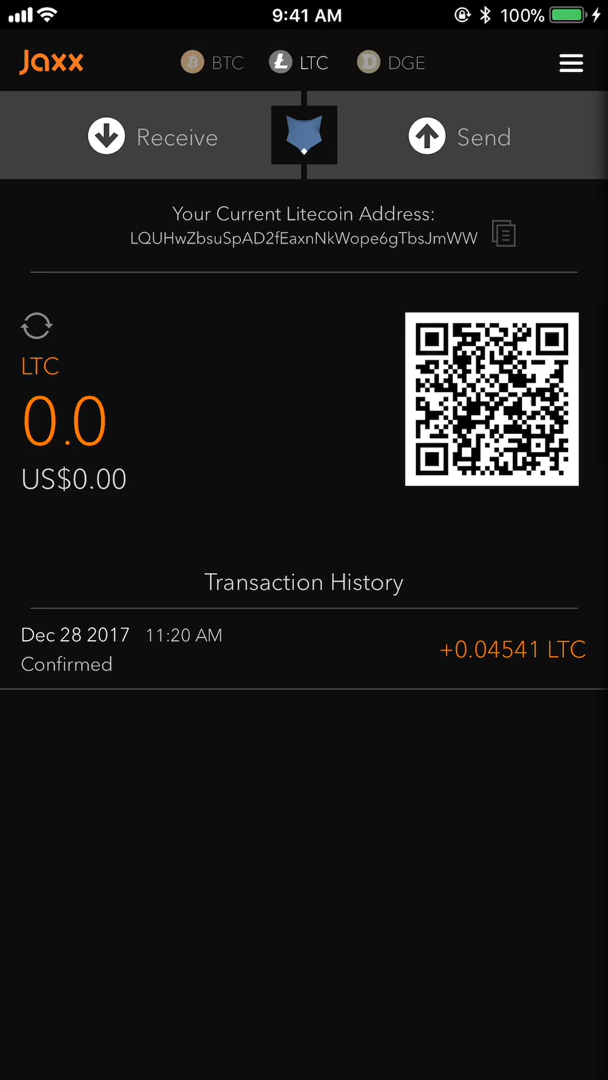 9:41 AM 100%
Jaxx BTC LTC DGE
Receive Send
Your Current Litecoin Address:
LQUHwZbsuSpAD2fEaxnNkWope6gTbsJmWW
LTC
0.0
US$0.00
Transaction History
Dec 28 2017 11:20 AM
+0.04541 LTC
Confirmed